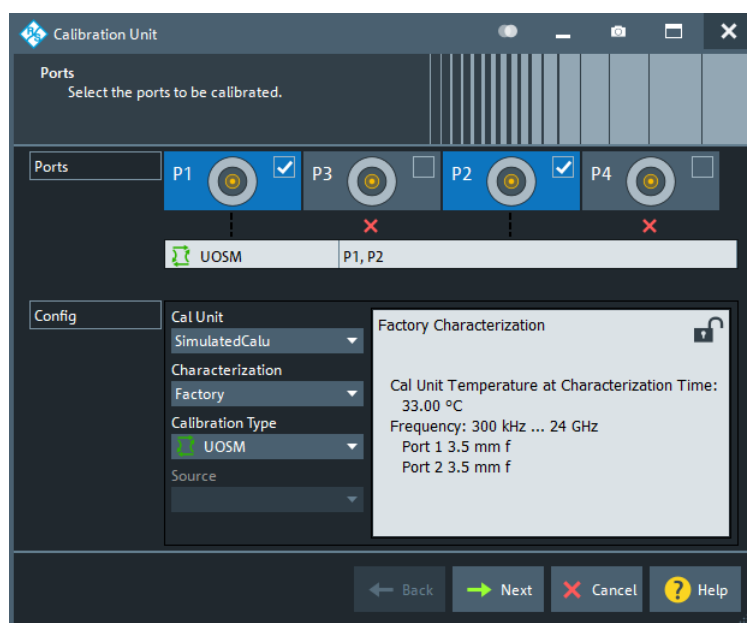 Calibration Unit
Ports
Select the ports to be calibrated.
Ports
P1 P3 P2 P4
UOSM P1, P2
Config
Cal Unit
SimulatedCalu
Characterization
Factory
Calibration Type
UOSM
Source
Factory Characterization
Cal Unit Temperature at Characterization Time:
33.00 ºC
Frequency: 300 kHz ... 24 GHz
Port 1 3.5 mm f
Port 2 3.5 mm f
Back Next Cancel ? Help